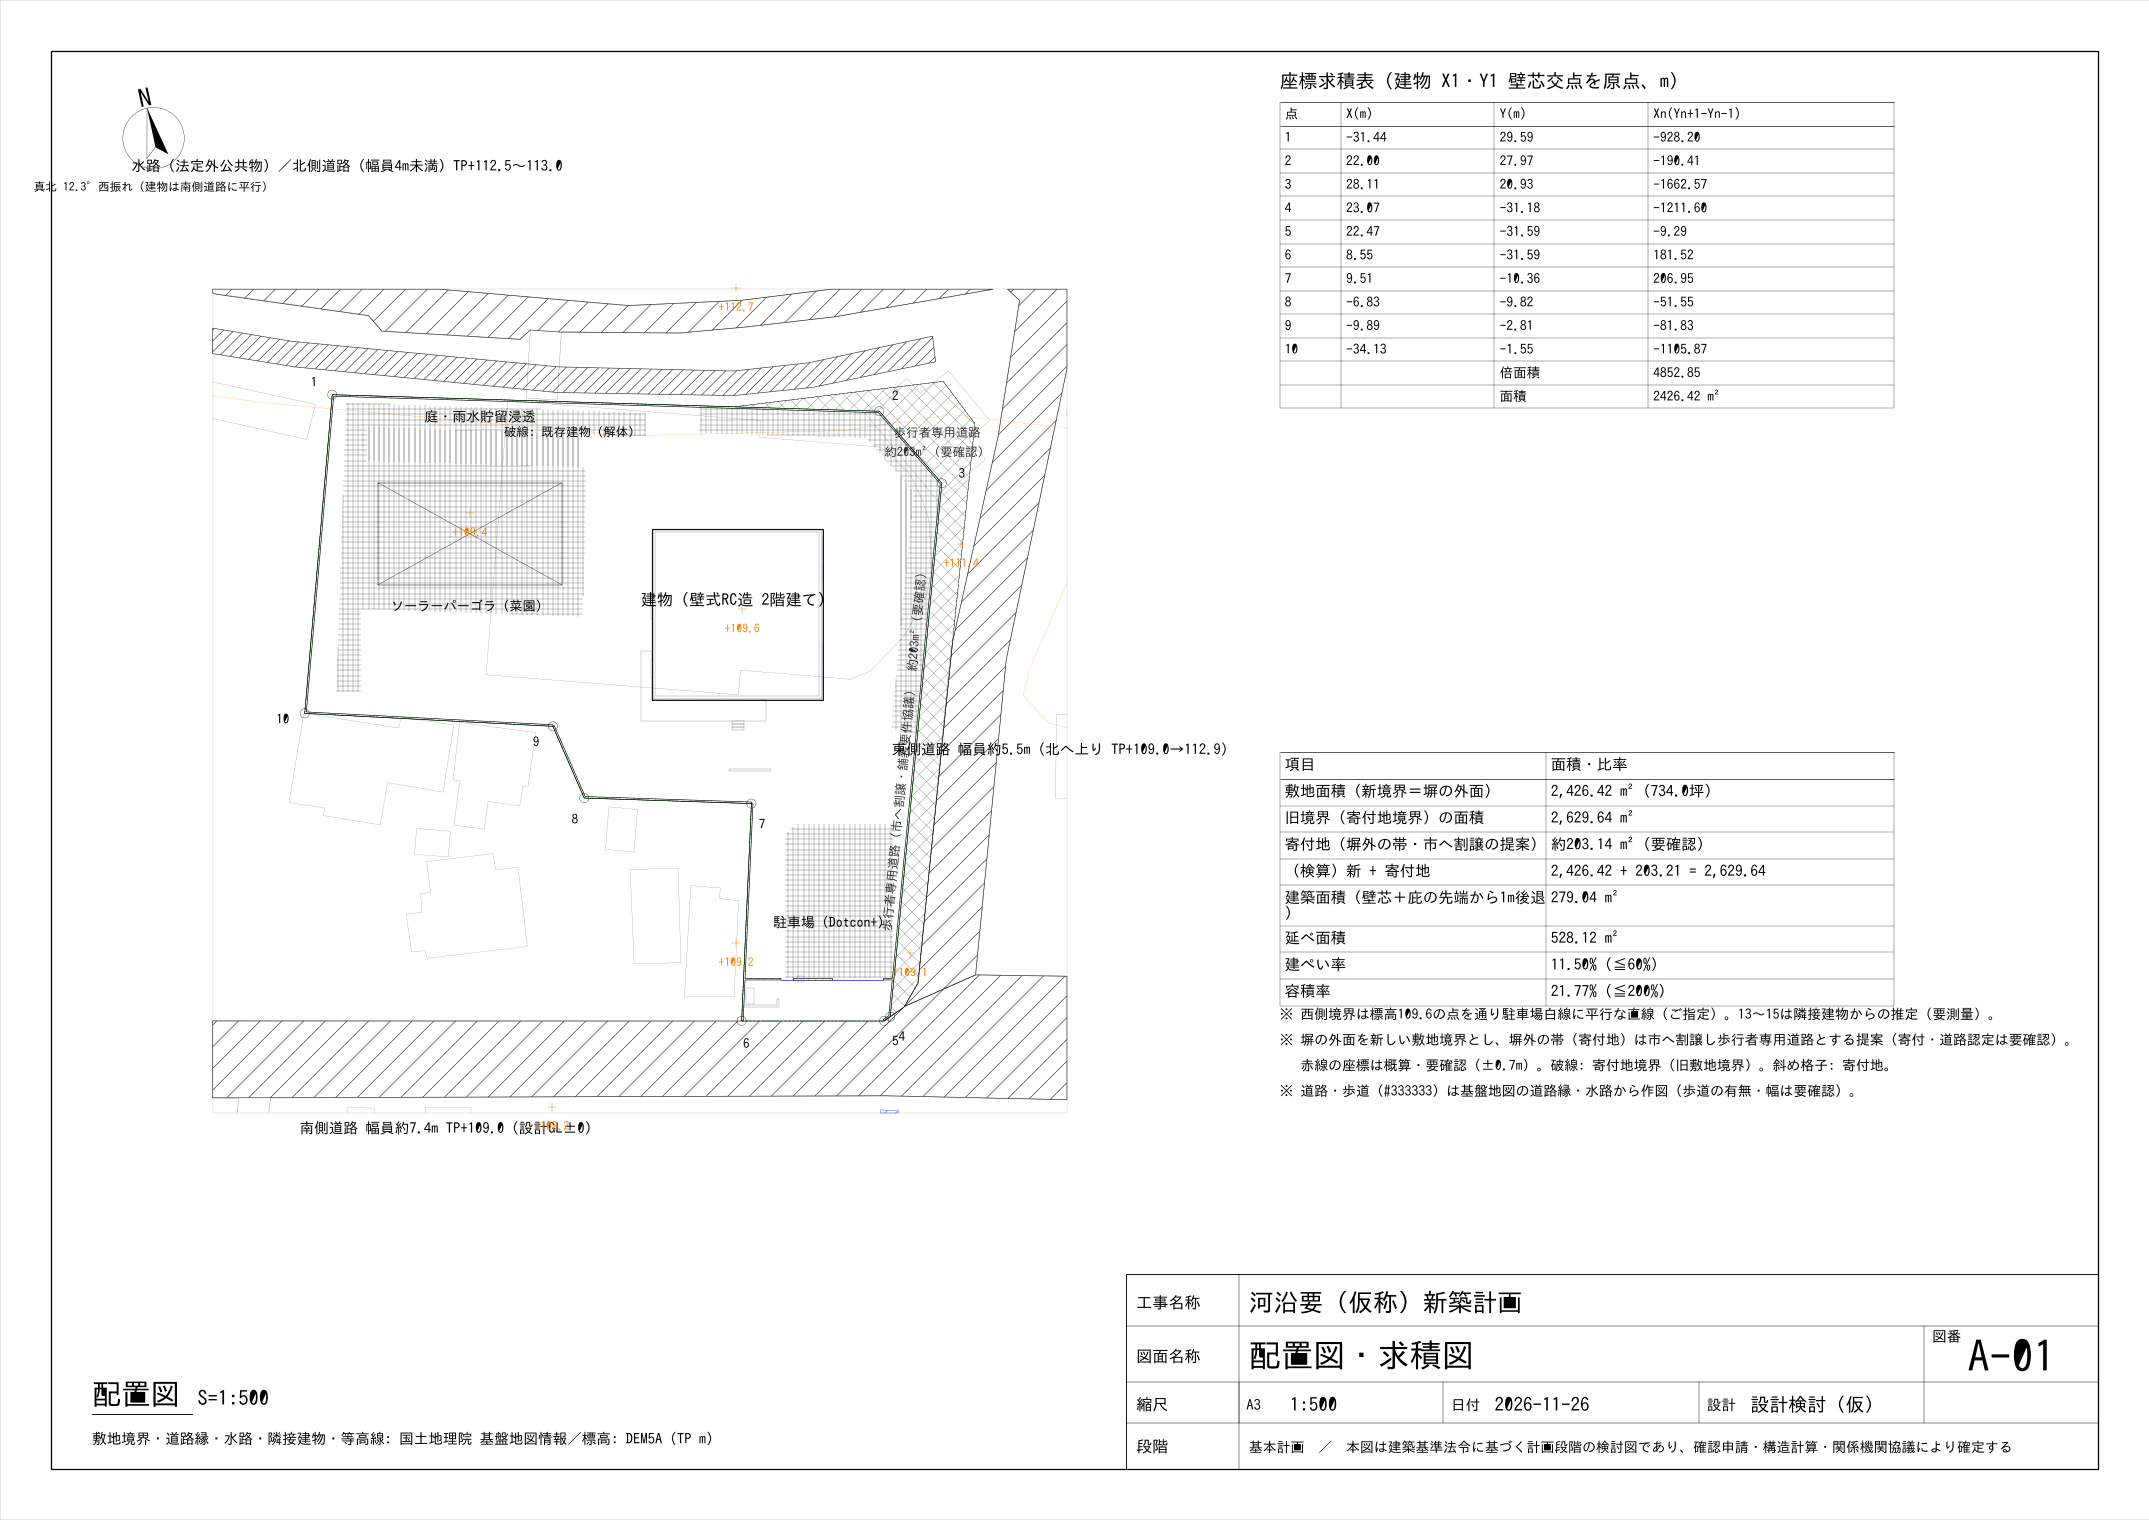 N
水路（法定外公共物）／北側道路（幅員4m未満）TP+112.5～113.0
真北 12.3° 西振れ（建物は南側道路に平行）
+112.7
1
2
庭・雨水貯留浸透
破線: 既存建物（解体）
歩行者専用道路
約203m²（要確認）
3
+109.4
+111.4
ソーラーパーゴラ（菜園）
建物（壁式RC造 2階建て）
+109.6
歩行者専用道路（市へ割譲・舗装要件協議） 約203m²（要確認）
10
9
東側道路 幅員約5.5m（北へ上り TP+109.0→112.9）
8
7
駐車場（Dotcon+）
+109.2
+109.1
6
5
4
南側道路 幅員約7.4m TP+109.0（設計GL±0）
座標求積表（建物 X1・Y1 壁芯交点を原点、m）
点 X(m) Y(m) Xn(Yn+1-Yn-1)
1 -31.44 29.59 -928.20
2 22.00 27.97 -190.41
3 28.11 20.93 -1662.57
4 23.07 -31.18 -1211.60
5 22.47 -31.59 -9.29
6 8.55 -31.59 181.52
7 9.51 -10.36 206.95
8 -6.83 -9.82 -51.55
9 -9.89 -2.81 -81.83
10 -34.13 -1.55 -1105.87
倍面積 4852.85
面積 2426.42 m²
項目 面積・比率
敷地面積（新境界＝塀の外面） 2,426.42 m²（734.0坪）
旧境界（寄付地境界）の面積 2,629.64 m²
寄付地（塀外の帯・市へ割譲の提案） 約203.14 m²（要確認）
（検算）新 + 寄付地 2,426.42 + 203.21 = 2,629.64
建築面積（壁芯＋庇の先端から1m後退 279.04 m²
）
延べ面積 528.12 m²
建ぺい率 11.50%（≦60%）
容積率 21.77%（≦200%）
※ 西側境界は標高109.6の点を通り駐車場白線に平行な直線（ご指定）。13～15は隣接建物からの推定（要測量）。
※ 塀の外面を新しい敷地境界とし、塀外の帯（寄付地）は市へ割譲し歩行者専用道路とする提案（寄付・道路認定は要確認）。
赤線の座標は概算・要確認（±0.7m）。破線: 寄付地境界（旧敷地境界）。斜め格子: 寄付地。
※ 道路・歩道（#333333）は基盤地図の道路縁・水路から作図（歩道の有無・幅は要確認）。
配置図 S=1:500
敷地境界・道路縁・水路・隣接建物・等高線: 国土地理院 基盤地図情報／標高: DEM5A（TP m）
工事名称 河沿要（仮称）新築計画
図面名称 配置図・求積図 図番 A-01
縮尺 A3 1:500 日付 2026-11-26 設計 設計検討（仮）
段階 基本計画 ／ 本図は建築基準法令に基づく計画段階の検討図であり、確認申請・構造計算・関係機関協議により確定する